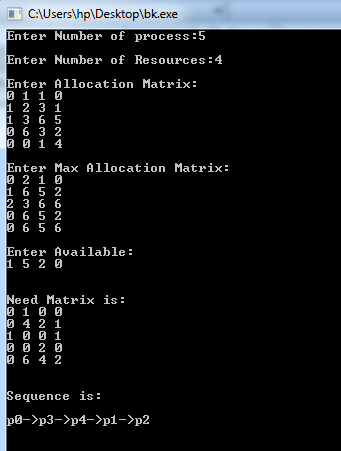 C:\Users\hp\Desktop\bk.exe
Enter Number of process:5
Enter Number of Resources:4
Enter Allocation Matrix:
0 1 1 0
1 2 3 1
1 3 6 5
0 6 3 2
0 0 1 4
Enter Max Allocation Matrix:
0 2 1 0
1 6 5 2
2 3 6 6
0 6 5 2
0 6 5 6
Enter Available:
1 5 2 0
Need Matrix is:
0 1 0 0
0 4 2 1
1 0 0 1
0 0 2 0
0 6 4 2
Sequence is:
p0->p3->p4->p1->p2